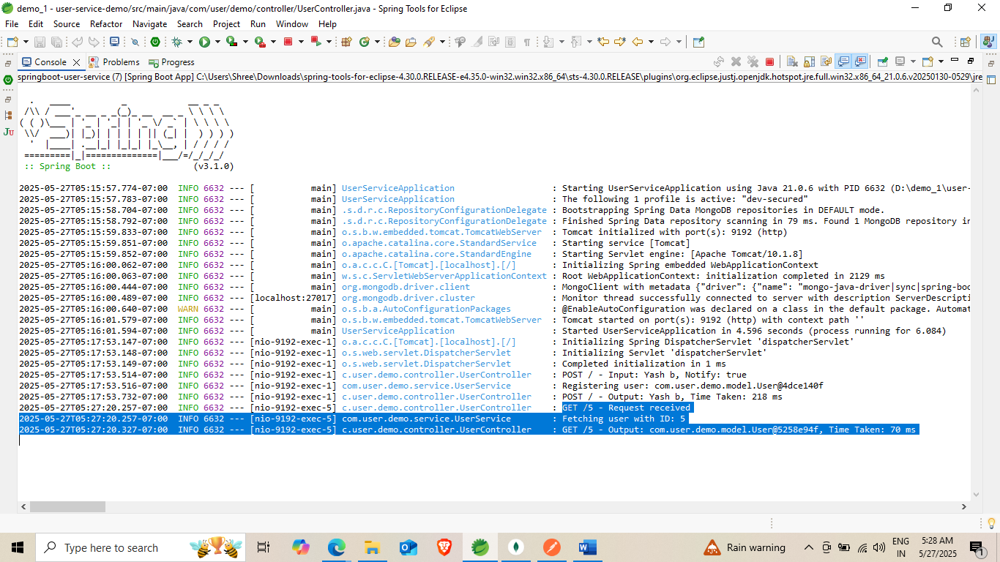 demo_1 - user-service-demo/src/main/java/com/user/demo/controller/UserController.java - Spring Tools for Eclipse
File Edit Source Refactor Navigate Search Project Run Window Help
Console Problems Progress
springboot-user-service (7) [Spring Boot App] C:\Users\Shree\Downloads\spring-tools-for-eclipse-4.30.0.RELEASE-e4.35.0-win32.win32.x86_64\sts-4.30.0.RELEASE\plugins\org.eclipse.justj.openjdk.hotspot.jre.full.win32.x86_64_21.0.6.v20250130-0529\jre
Spring
:: Spring Boot :: (v3.1.0)
2025-05-27T05:15:57.774-07:00 INFO 6632 --- [ main] UserServiceApplication : Starting UserServiceApplication using Java 21.0.6 with PID 6632 (D:\demo_1\user-
2025-05-27T05:15:57.783-07:00 INFO 6632 --- [ main] UserServiceApplication : The following 1 profile is active: "dev-secured"
2025-05-27T05:15:58.704-07:00 INFO 6632 --- [ main] .s.d.r.c.RepositoryConfigurationDelegate : Bootstrapping Spring Data MongoDB repositories in DEFAULT mode.
2025-05-27T05:15:58.792-07:00 INFO 6632 --- [ main] .s.d.r.c.RepositoryConfigurationDelegate : Finished Spring Data repository scanning in 79 ms. Found 1 MongoDB repository in
2025-05-27T05:15:59.833-07:00 INFO 6632 --- [ main] o.s.b.w.embedded.tomcat.TomcatWebServer : Tomcat initialized with port(s): 9192 (http)
2025-05-27T05:15:59.851-07:00 INFO 6632 --- [ main] o.apache.catalina.core.StandardService : Starting service [Tomcat]
2025-05-27T05:15:59.852-07:00 INFO 6632 --- [ main] o.apache.catalina.core.StandardEngine : Starting Servlet engine: [Apache Tomcat/10.1.8]
2025-05-27T05:16:00.062-07:00 INFO 6632 --- [ main] o.a.c.c.C.[Tomcat].[localhost].[/] : Initializing Spring embedded WebApplicationContext
2025-05-27T05:16:00.063-07:00 INFO 6632 --- [ main] w.s.c.ServletWebServerApplicationContext : Root WebApplicationContext: initialization completed in 2129 ms
2025-05-27T05:16:00.444-07:00 INFO 6632 --- [ main] org.mongodb.driver.client : MongoClient with metadata {"driver": {"name": "mongo-java-driver|sync|spring-boo
2025-05-27T05:16:00.489-07:00 INFO 6632 --- [localhost:27017] org.mongodb.driver.cluster : Monitor thread successfully connected to server with description ServerDescripti
2025-05-27T05:16:00.640-07:00 WARN 6632 --- [ main] o.s.b.a.AutoConfigurationPackages : @EnableAutoConfiguration was declared on a class in the default package. Automat
2025-05-27T05:16:01.579-07:00 INFO 6632 --- [ main] o.s.b.w.embedded.tomcat.TomcatWebServer : Tomcat started on port(s): 9192 (http) with context path ''
2025-05-27T05:16:01.594-07:00 INFO 6632 --- [ main] UserServiceApplication : Started UserServiceApplication in 4.596 seconds (process running for 6.084)
2025-05-27T05:17:53.147-07:00 INFO 6632 --- [nio-9192-exec-1] o.a.c.c.C.[Tomcat].[localhost].[/] : Initializing Spring DispatcherServlet 'dispatcherServlet'
2025-05-27T05:17:53.148-07:00 INFO 6632 --- [nio-9192-exec-1] o.s.web.servlet.DispatcherServlet : Initializing Servlet 'dispatcherServlet'
2025-05-27T05:17:53.149-07:00 INFO 6632 --- [nio-9192-exec-1] o.s.web.servlet.DispatcherServlet : Completed initialization in 1 ms
2025-05-27T05:17:53.514-07:00 INFO 6632 --- [nio-9192-exec-1] c.user.demo.controller.UserController : POST / - Input: Yash b, Notify: true
2025-05-27T05:17:53.516-07:00 INFO 6632 --- [nio-9192-exec-1] com.user.demo.service.UserService : Registering user: com.user.demo.model.User@4dce140f
2025-05-27T05:17:53.732-07:00 INFO 6632 --- [nio-9192-exec-1] c.user.demo.controller.UserController : POST / - Output: Yash b, Time Taken: 218 ms
2025-05-27T05:27:20.257-07:00 INFO 6632 --- [nio-9192-exec-5] c.user.demo.controller.UserController : GET /5 - Request received
2025-05-27T05:27:20.257-07:00 INFO 6632 --- [nio-9192-exec-5] com.user.demo.service.UserService : Fetching user with ID: 5
2025-05-27T05:27:20.327-07:00 INFO 6632 --- [nio-9192-exec-5] c.user.demo.controller.UserController : GET /5 - Output: com.user.demo.model.User@5258e94f, Time Taken: 70 ms
Type here to search
Rain warning
ENG
IN
5:28 AM
5/27/2025
1